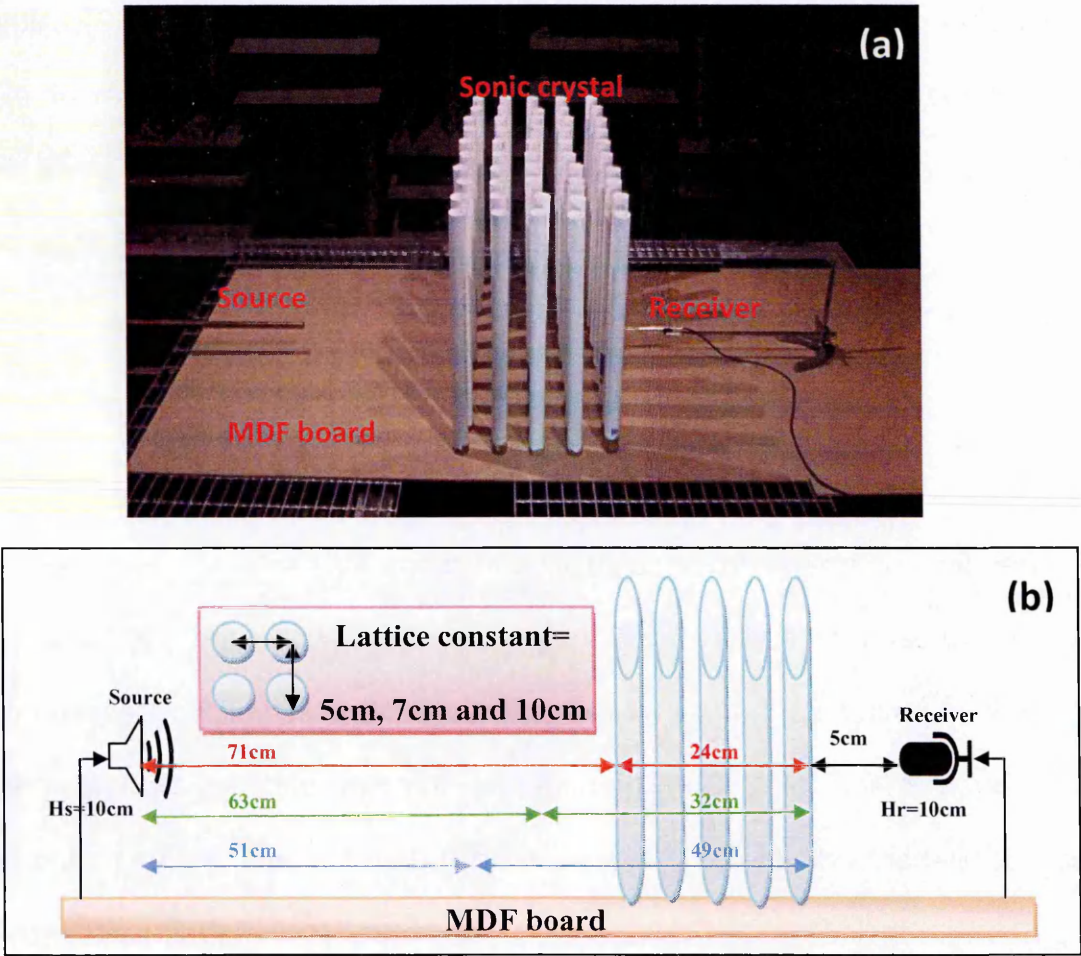 (a)
Sonic crystal
Source
Receiver
MDF board
(b)
Lattice constant=
5cm, 7cm and 10cm
Source
Receiver
71cm
24cm
5cm
Hs=10cm
63cm
32cm
Hr=10cm
51cm
49cm
MDF board